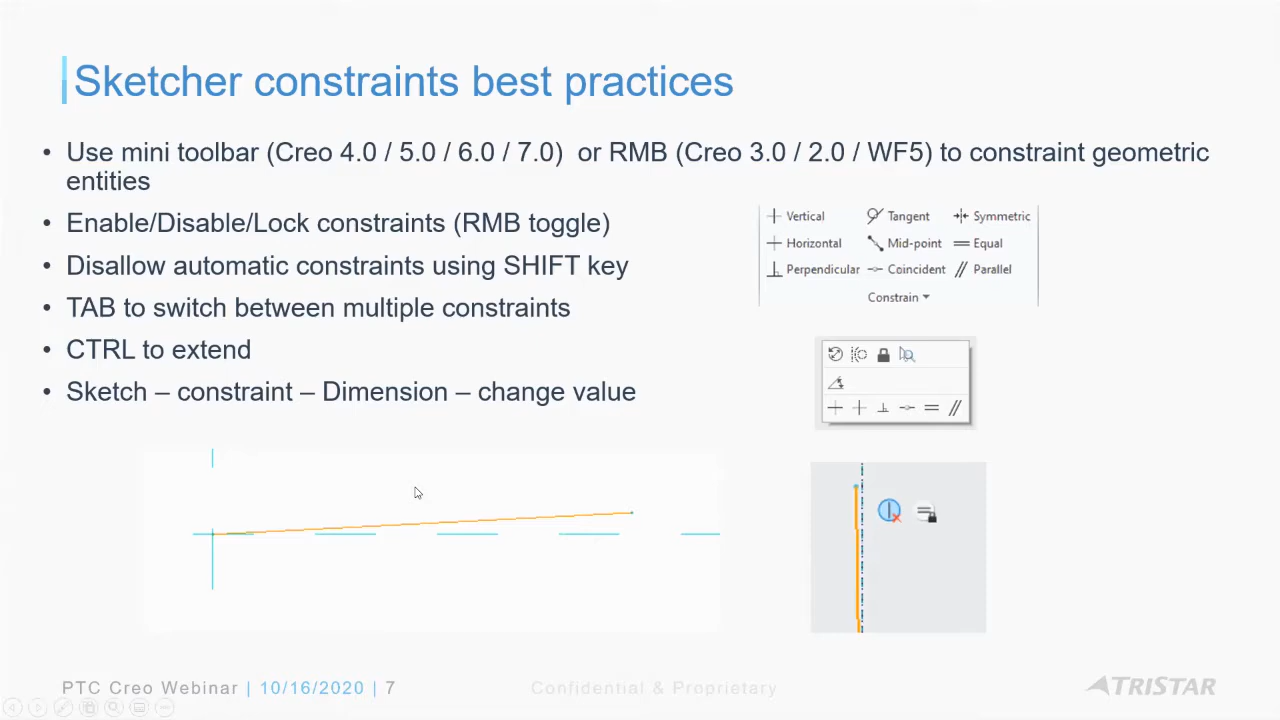 Sketcher constraints best practices
• Use mini toolbar (Creo 4.0 / 5.0 / 6.0 / 7.0)  or RMB (Creo 3.0 / 2.0 / WF5) to constraint geometric
entities
• Enable/Disable/Lock constraints (RMB toggle)
• Disallow automatic constraints using SHIFT key
• TAB to switch between multiple constraints
• CTRL to extend
• Sketch – constraint – Dimension – change value
Vertical Tangent Symmetric
Horizontal Mid-point Equal
Perpendicular Coincident Parallel
Constrain
PTC Creo Webinar | 10/16/2020 | 7
Confidential & Proprietary
TRISTAR